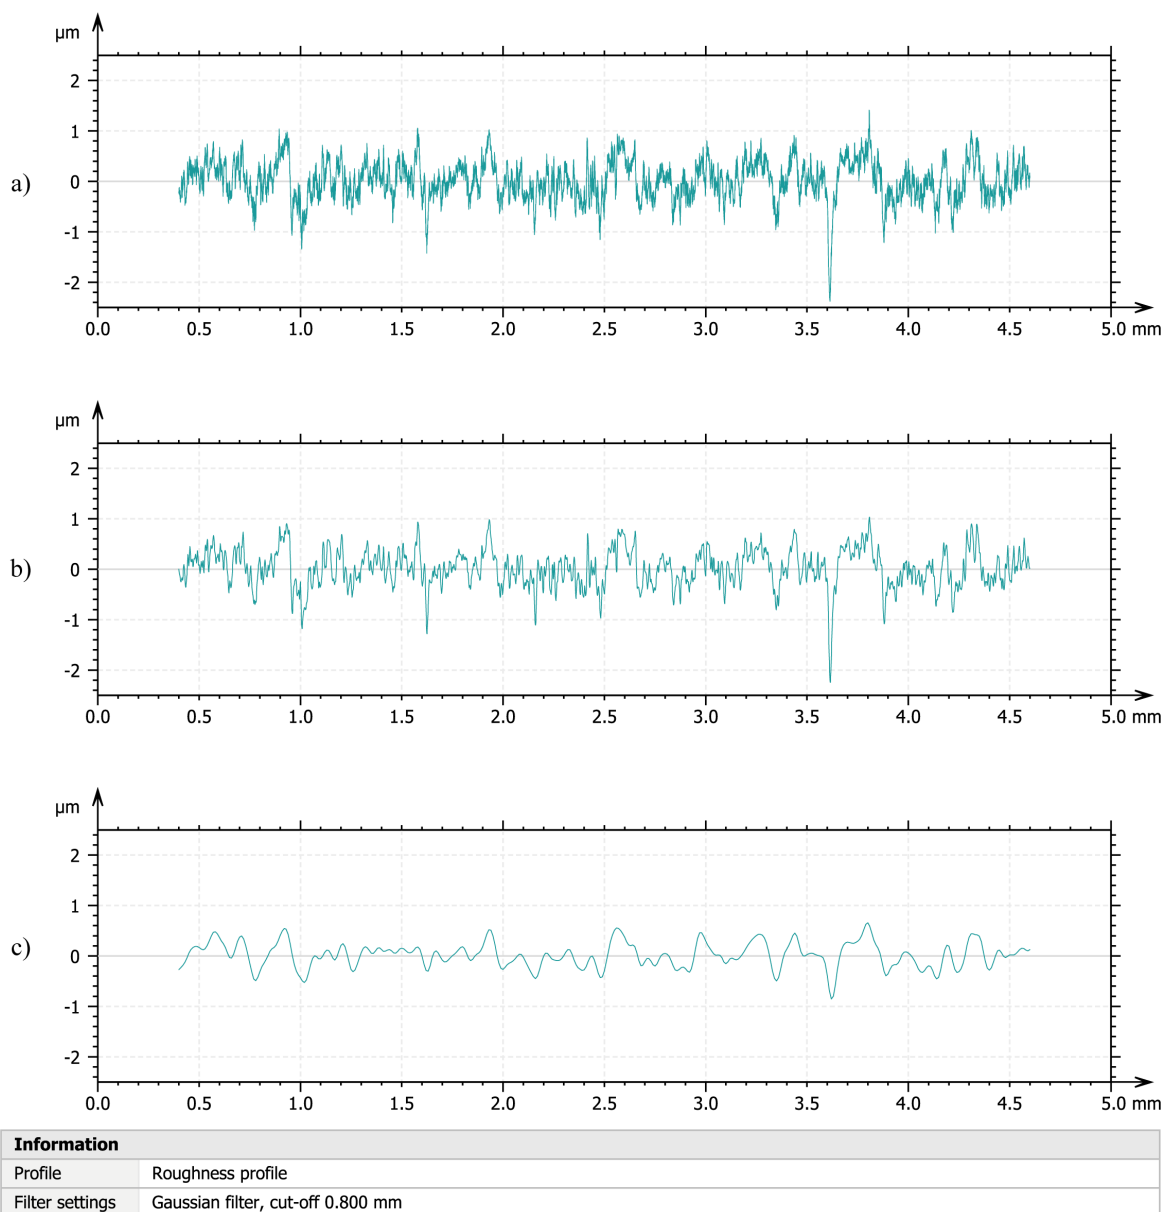 µm
2
1
a)
0
-1
-2
0.0 0.5 1.0 1.5 2.0 2.5 3.0 3.5 4.0 4.5 5.0 mm
µm
2
1
b)
0
-1
-2
0.0 0.5 1.0 1.5 2.0 2.5 3.0 3.5 4.0 4.5 5.0 mm
µm
2
1
c)
0
-1
-2
0.0 0.5 1.0 1.5 2.0 2.5 3.0 3.5 4.0 4.5 5.0 mm
Information
Profile Roughness profile
Filter settings Gaussian filter, cut-off 0.800 mm